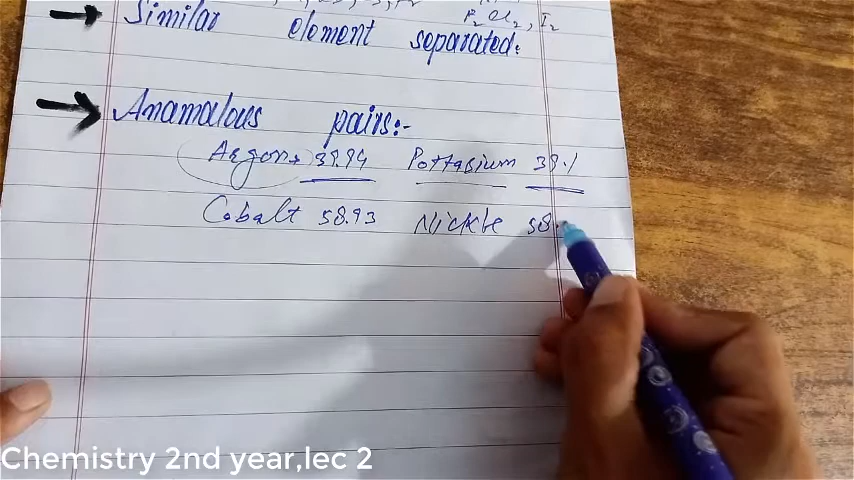 F2 Cl2, I2
Similar element separated:
Anamalous pairs:-
Argon 39.94 Pottasium 39.1
Cobalt 58.93 Nickle 58.
Chemistry 2nd year,lec 2